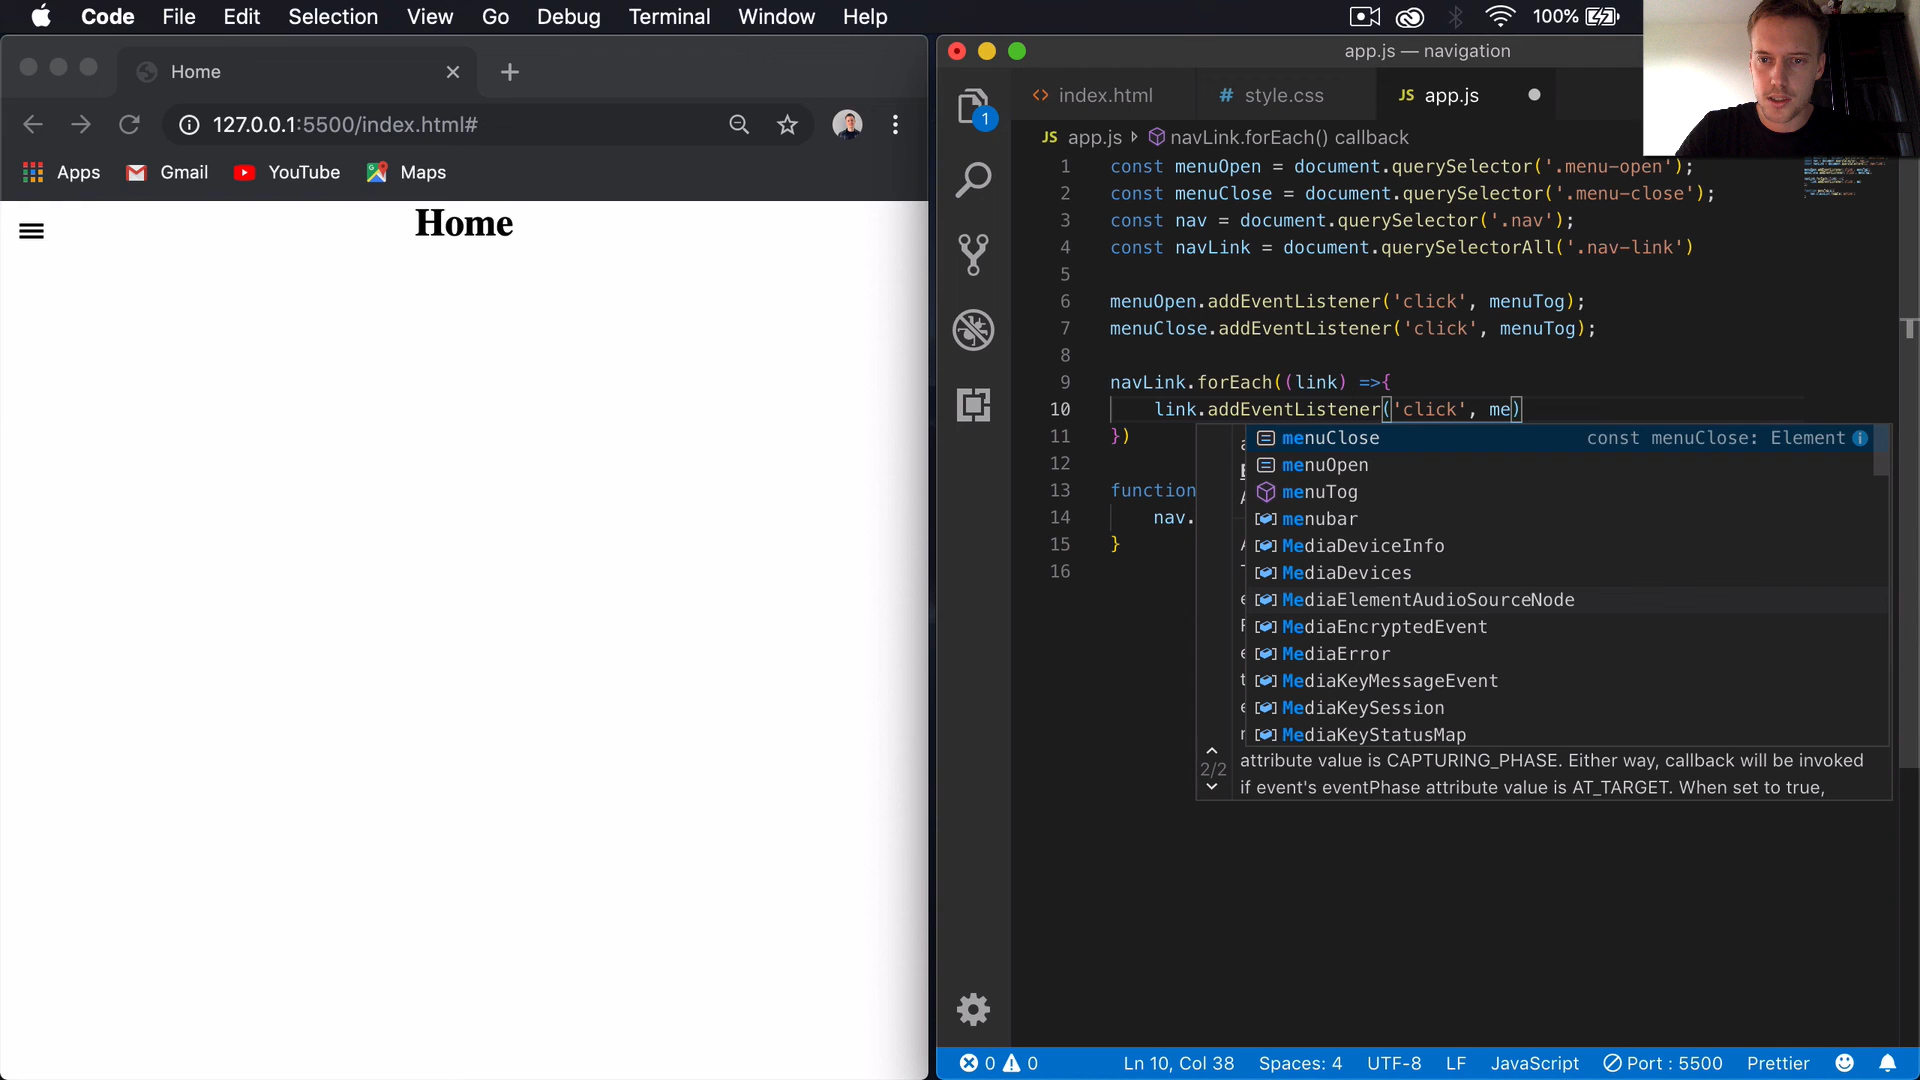 Code File Edit Selection View Go Debug Terminal Window Help 100%
Home
127.0.0.1:5500/index.html#
Apps Gmail YouTube Maps
Home
app.js — navigation
<> index.html # style.css JS app.js
1
JS app.js navLink.forEach() callback
1 const menuOpen = document.querySelector('.menu-open');
2 const menuClose = document.querySelector('.menu-close');
3 const nav = document.querySelector('.nav');
4 const navLink = document.querySelectorAll('.nav-link')
5
6 menuOpen.addEventListener('click', menuTog);
7 menuClose.addEventListener('click', menuTog);
8
9 navLink.forEach((link) =>{
10 link.addEventListener('click', me)
11 })
12
13 function
14 nav.
15 }
16
menuClose const menuClose: Element
menuOpen
menuTog
menubar
MediaDeviceInfo
MediaDevices
MediaElementAudioSourceNode
MediaEncryptedEvent
MediaError
MediaKeyMessageEvent
MediaKeySession
MediaKeyStatusMap
2/2
attribute value is CAPTURING_PHASE. Either way, callback will be invoked
if event's eventPhase attribute value is AT_TARGET. When set to true,
0 0 Ln 10, Col 38 Spaces: 4 UTF-8 LF JavaScript Port : 5500 Prettier